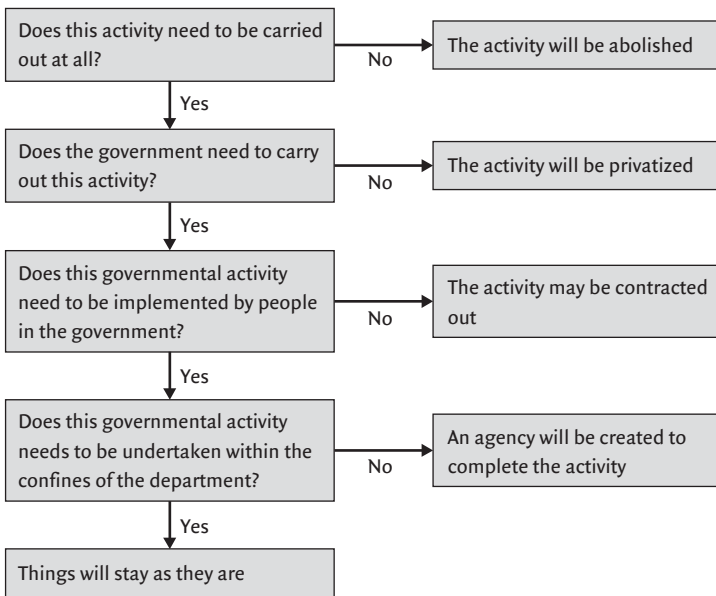 Does this activity need to be carried
out at all?
No
The activity will be abolished
Yes
Does the government need to carry
out this activity?
No
The activity will be privatized
Yes
Does this governmental activity
need to be implemented by people
in the government?
No
The activity may be contracted
out
Yes
Does this governmental activity
needs to be undertaken within the
confines of the department?
No
An agency will be created to
complete the activity
Yes
Things will stay as they are